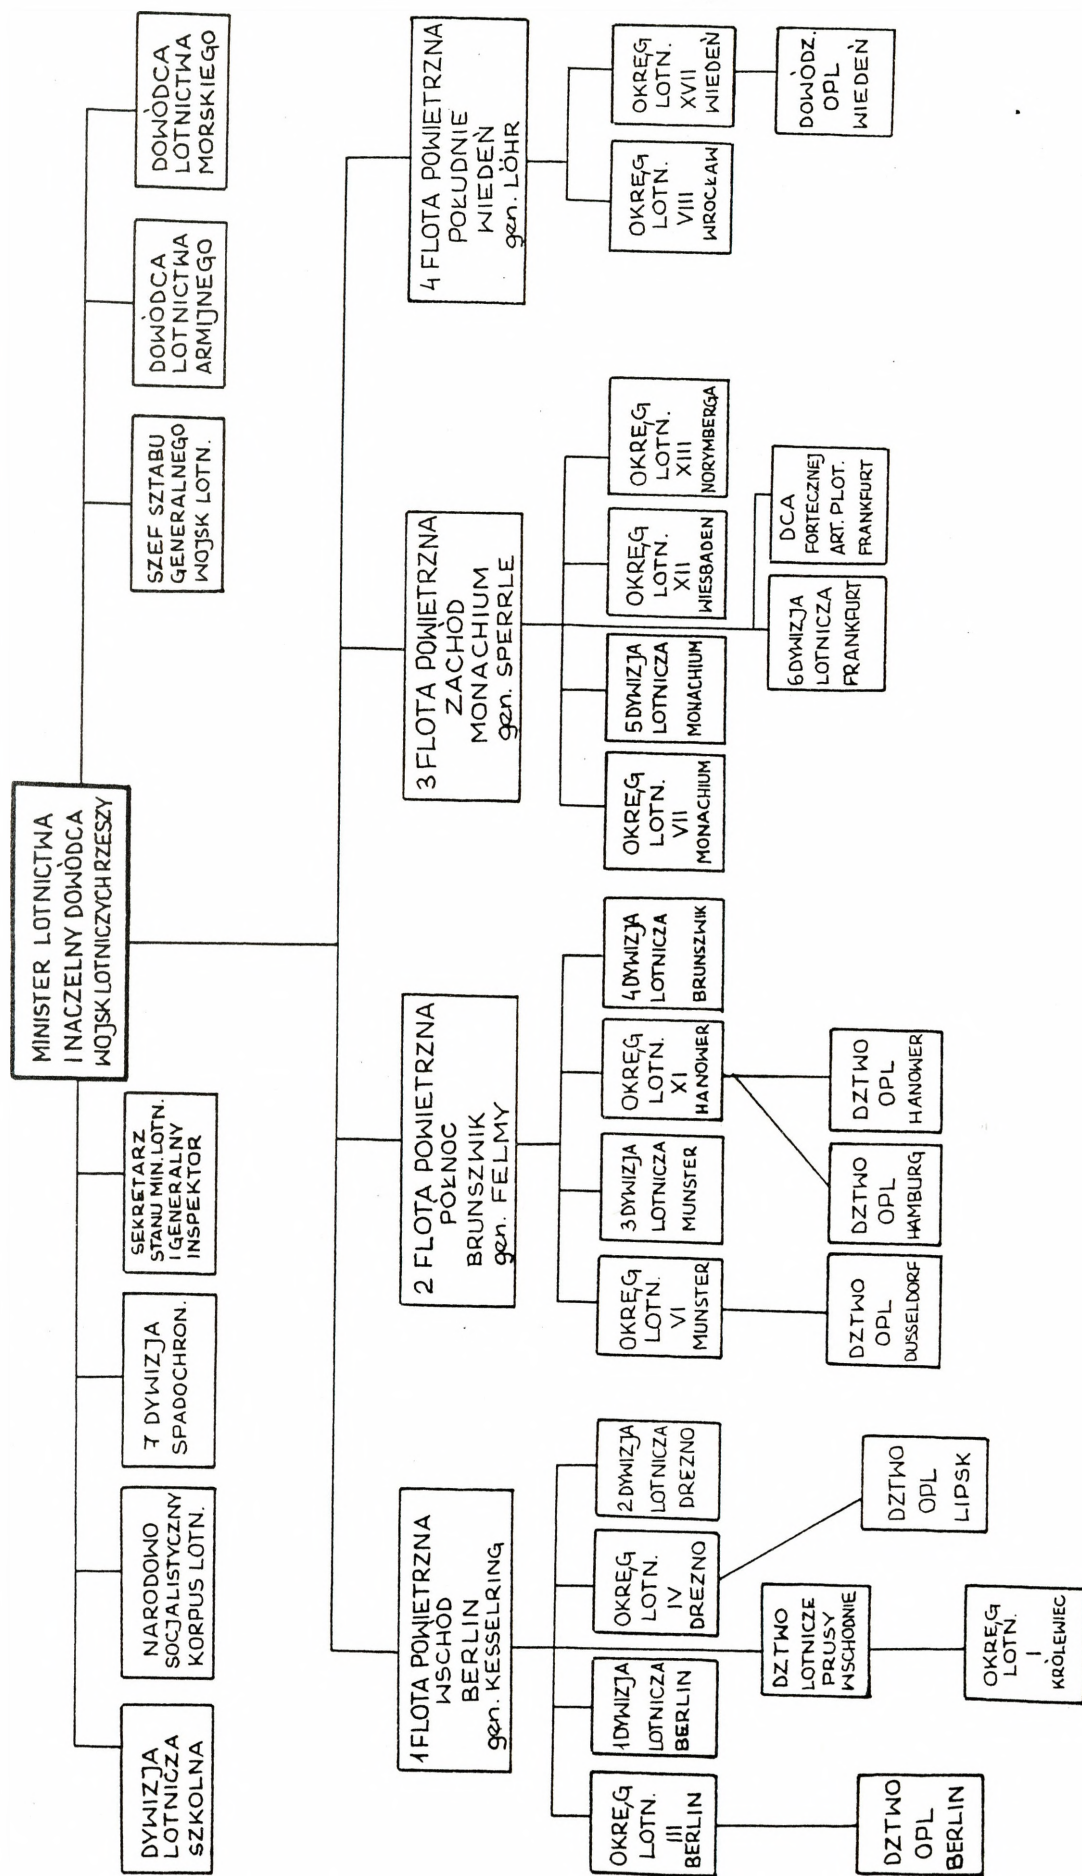 MINISTER LOTNICTWA
I NACZELNY DOWÓDCA
WOJSK LOTNICZYCH RZESZY
DYWIZJA
LOTNICZA
SZKOLNA
NARODOWO
SOCJALISTYCZNY
KORPUS LOTN.
7 DYWIZJA
SPADOCHRON.
SEKRETARZ
STANU MIN. LOTN.
I GENERALNY
INSPEKTOR
SZEF SZTABU
GENERALNEGO
WOJSK LOTN.
DOWÓDCA
LOTNICTWA
ARMIJNEGO
DOWÓDCA
LOTNICTWA
MORSKIEGO
1 FLOTA POWIETRZNA
WSCHÓD
BERLIN
gen. KESSELRING
2 FLOTA POWIETRZNA
PÓŁNOC
BRUNSZWIK
gen. FELMY
3 FLOTA POWIETRZNA
ZACHÓD
MONACHIUM
gen. SPERRLE
4 FLOTA POWIETRZNA
POŁUDNIE
WIEDEŃ
gen. LÖHR
OKRĘG
LOTN.
III
BERLIN
1 DYWIZJA
LOTNICZA
BERLIN
OKRĘG
LOTN.
IV
DREZNO
2 DYWIZJA
LOTNICZA
DREZNO
OKRĘG
LOTN.
VI
MUNSTER
3 DYWIZJA
LOTNICZA
MUNSTER
OKRĘG
LOTN.
XI
HANOWER
4 DYWIZJA
LOTNICZA
BRUNSZWIK
OKRĘG
LOTN.
VII
MONACHIUM
5 DYWIZJA
LOTNICZA
MONACHIUM
OKRĘG
LOTN.
XII
WIESBADEN
OKRĘG
LOTN.
XIII
NORYMBERGA
OKRĘG
LOTN.
VIII
WROCŁAW
OKRĘG
LOTN.
XVII
WIEDEŃ
DZTWO
OPL
BERLIN
DZTWO
LOTNICZE
PRUSY
WSCHODNIE
DZTWO
OPL
LIPSK
DZTWO
OPL
DUSSELDORF
DZTWO
OPL
HAMBURG
DZTWO
OPL
HANOWER
6 DYWIZJA
LOTNICZA
FRANKFURT
DCA
FORTECZNEJ
ART. PLOT.
FRANKFURT
DOWÓDZ.
OPL
WIEDEŃ
OKRĘG
LOTN.
I
KRÓLEWIEC